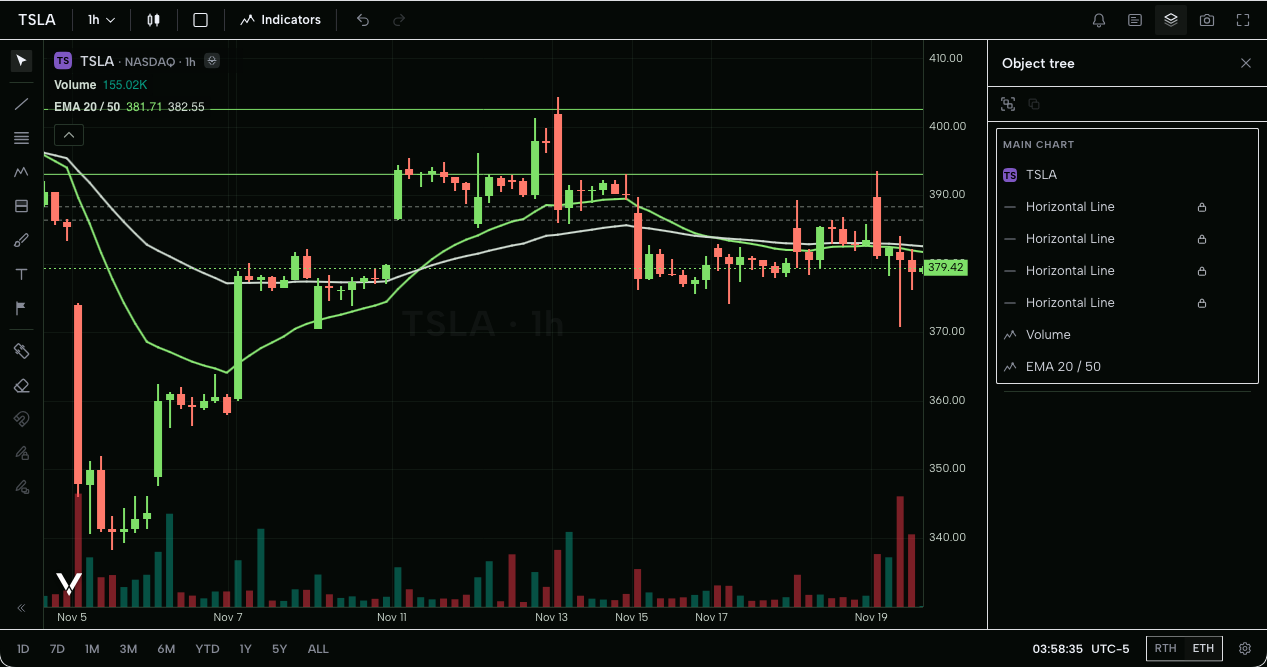 TSLA 1h Indicators
TS TSLA · NASDAQ · 1h
Volume 155.02K
EMA 20 / 50 381.71 382.55
TSLA · 1h
410.00
400.00
390.00
379.42
370.00
360.00
350.00
340.00
Nov 5 Nov 7 Nov 11 Nov 13 Nov 15 Nov 17 Nov 19
Object tree
MAIN CHART
TS TSLA
Horizontal Line
Horizontal Line
Horizontal Line
Horizontal Line
Volume
EMA 20 / 50
1D 7D 1M 3M 6M YTD 1Y 5Y ALL 03:58:35 UTC-5 RTH ETH